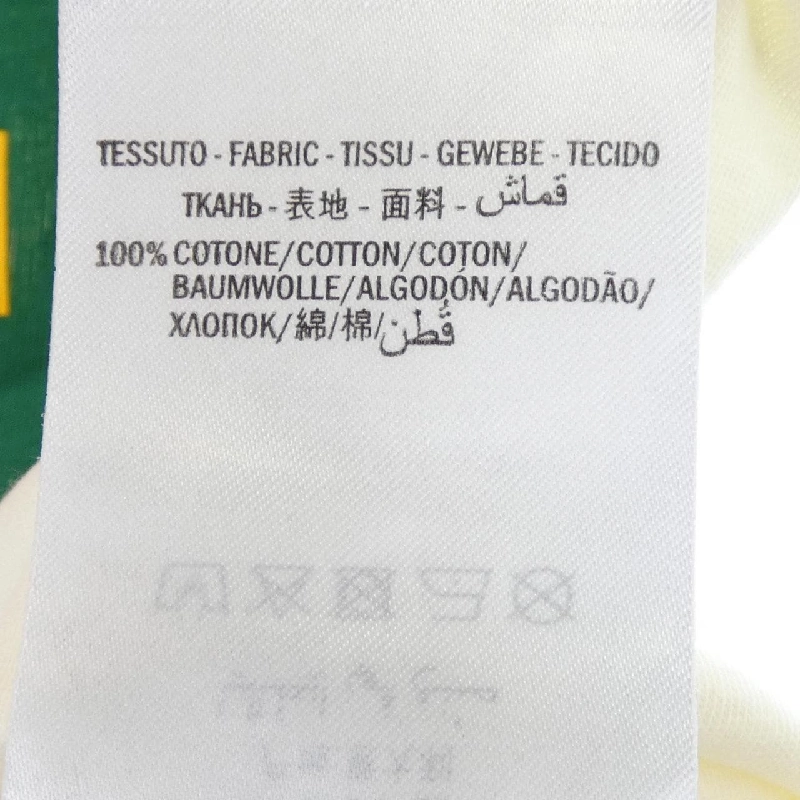 TESSUTO - FABRIC - TISSU - GEWEBE - TECIDO
ТКАНЬ - 表地 - 面料 - قماش
100% COTONE/COTTON/COTON/
BAUMWOLLE/ALGODÓN/ALGODÃO/
ХЛОПОК/綿/棉/قُطن